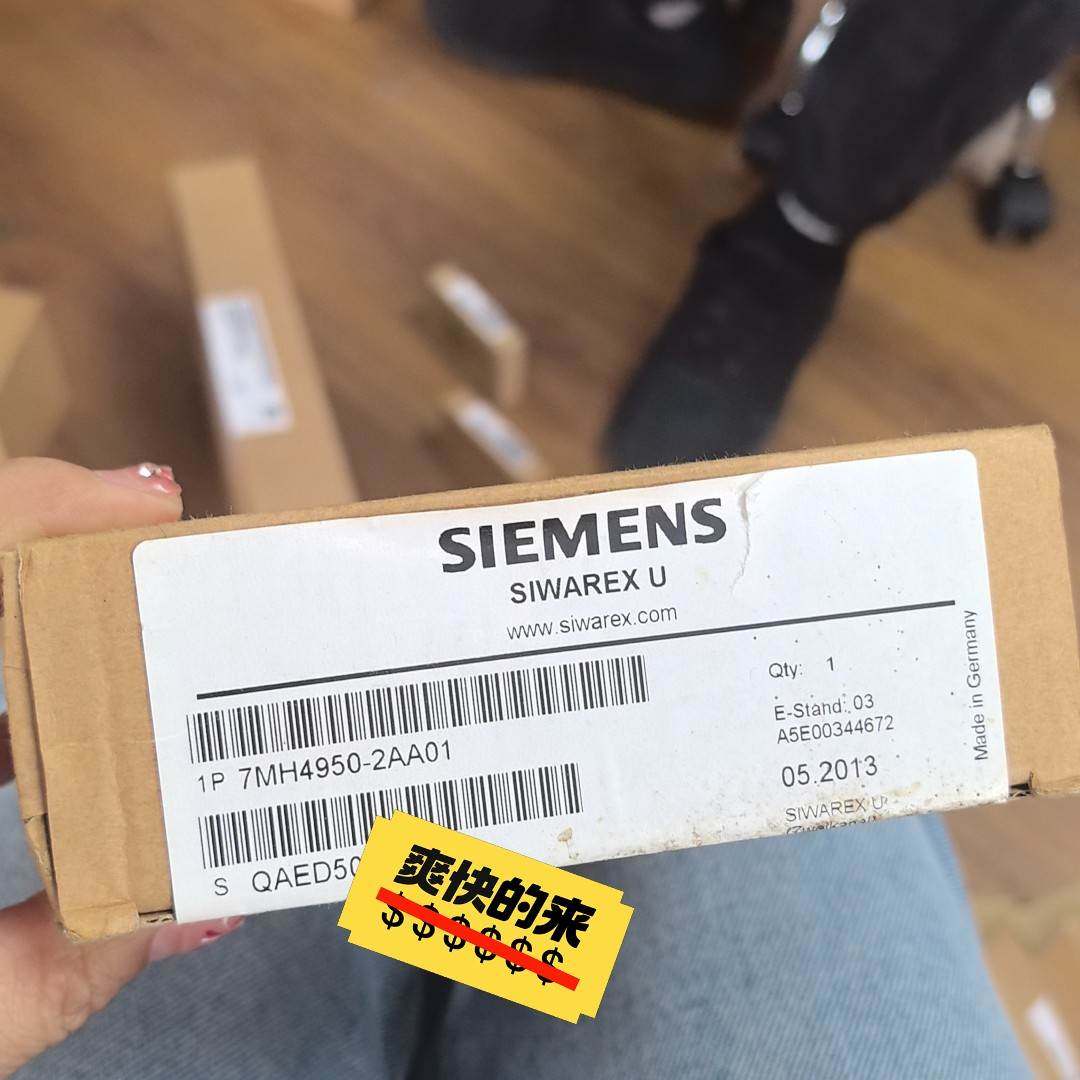 SIEMENS
SIWAREX U
www.siwarex.com
Qty: 1
E-Stand: 03
A5E00344672
05.2013
SIWAREX U
(Zweikanal)
Made in Germany
1P 7MH4950-2AA01
S QAED50
爽快的来
$$$$$$